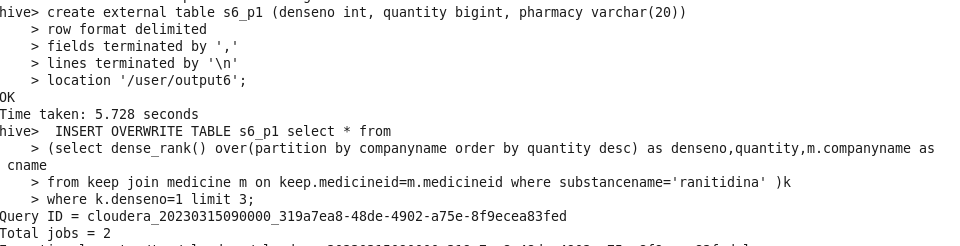 hive> create external table s6_p1 (denseno int, quantity bigint, pharmacy varchar(20))
    > row format delimited
    > fields terminated by ','
    > lines terminated by '\n'
    > location '/user/output6';
OK
Time taken: 5.728 seconds
hive>  INSERT OVERWRITE TABLE s6_p1 select * from
    > (select dense_rank() over(partition by companyname order by quantity desc) as denseno,quantity,m.companyname as
 cname
    > from keep join medicine m on keep.medicineid=m.medicineid where substancename='ranitidina' )k
    > where k.denseno=1 limit 3;
Query ID = cloudera_20230315090000_319a7ea8-48de-4902-a75e-8f9ecea83fed
Total jobs = 2